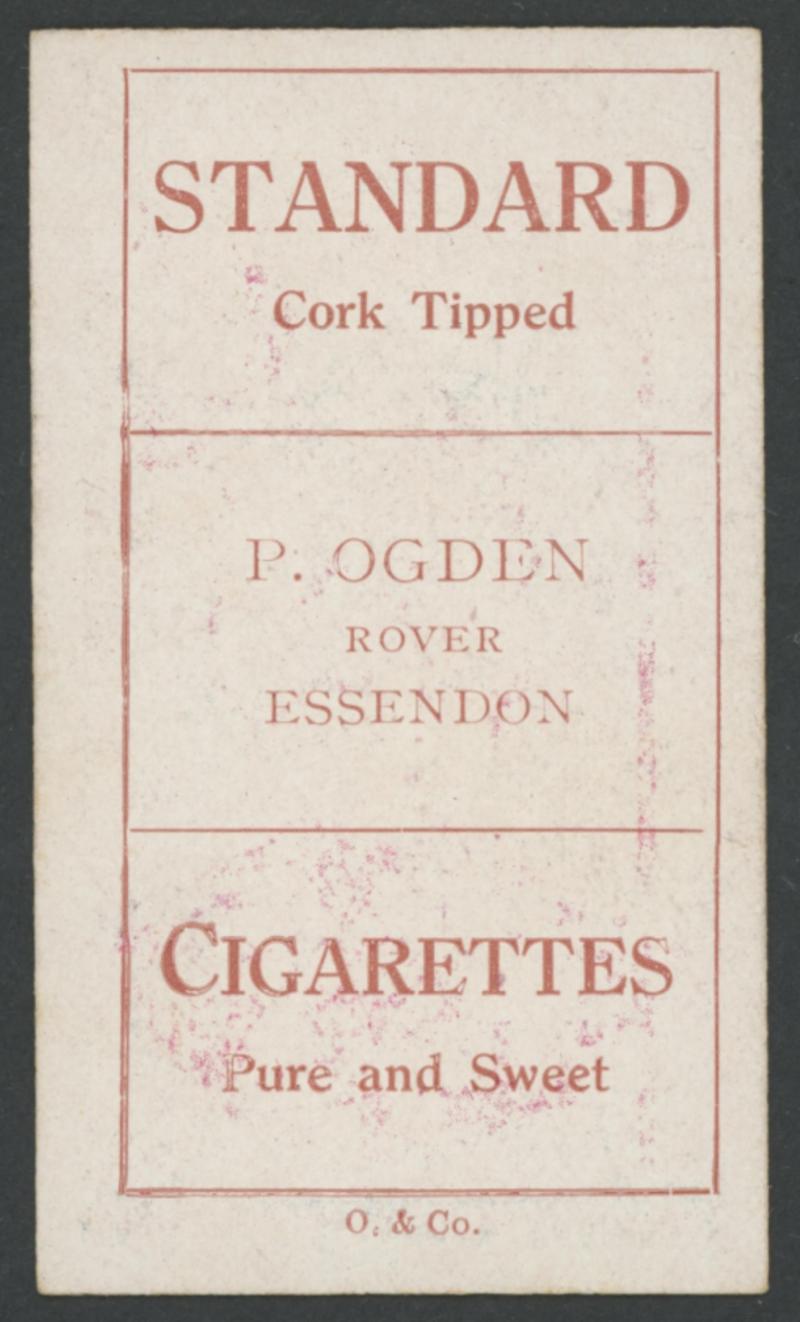 STANDARD
Cork Tipped
P. OGDEN
ROVER
ESSENDON
CIGARETTES
Pure and Sweet
O. & Co.